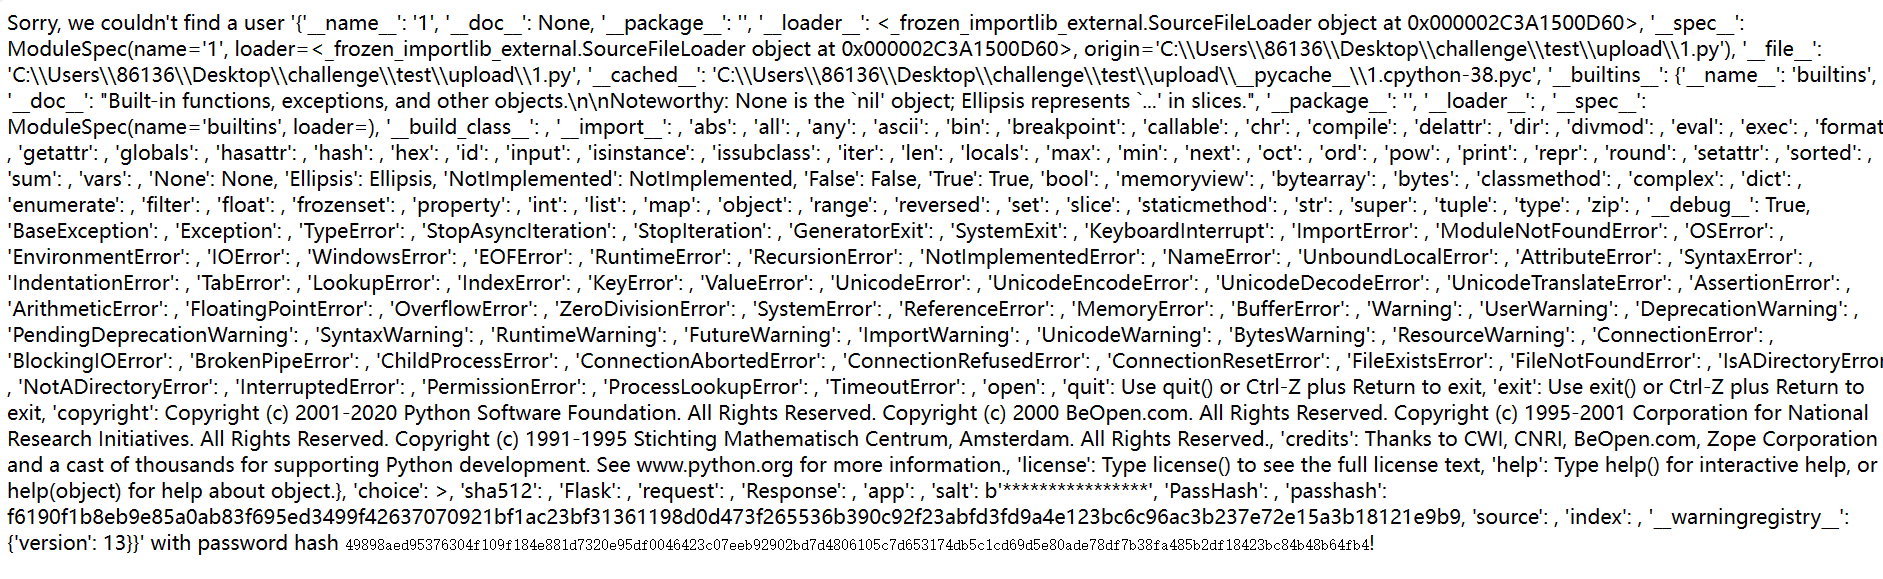 Sorry, we couldn't find a user '{'__name__': '1', '__doc__': None, '__package__': '', '__loader__': <_frozen_importlib_external.SourceFileLoader object at 0x000002C3A1500D60>, '__spec__':
ModuleSpec(name='1', loader=<_frozen_importlib_external.SourceFileLoader object at 0x000002C3A1500D60>, origin='C:\\Users\\86136\\Desktop\\challenge\\test\\upload\\1.py'), '__file__':
'C:\\Users\\86136\\Desktop\\challenge\\test\\upload\\1.py', '__cached__': 'C:\\Users\\86136\\Desktop\\challenge\\test\\upload\\__pycache__\\1.cpython-38.pyc', '__builtins__': {'__name__': 'builtins',
'__doc__': "Built-in functions, exceptions, and other objects.\n\nNoteworthy: None is the `nil' object; Ellipsis represents `...' in slices.", '__package__': '', '__loader__': , '__spec__':
ModuleSpec(name='builtins', loader=), '__build_class__': , '__import__': , 'abs': , 'all': , 'any': , 'ascii': , 'bin': , 'breakpoint': , 'callable': , 'chr': , 'compile': , 'delattr': , 'dir': , 'divmod': , 'eval': , 'exec': , 'format
, 'getattr': , 'globals': , 'hasattr': , 'hash': , 'hex': , 'id': , 'input': , 'isinstance': , 'issubclass': , 'iter': , 'len': , 'locals': , 'max': , 'min': , 'next': , 'oct': , 'ord': , 'pow': , 'print': , 'repr': , 'round': , 'setattr': , 'sorted': ,
'sum': , 'vars': , 'None': None, 'Ellipsis': Ellipsis, 'NotImplemented': NotImplemented, 'False': False, 'True': True, 'bool': , 'memoryview': , 'bytearray': , 'bytes': , 'classmethod': , 'complex': , 'dict': ,
'enumerate': , 'filter': , 'float': , 'frozenset': , 'property': , 'int': , 'list': , 'map': , 'object': , 'range': , 'reversed': , 'set': , 'slice': , 'staticmethod': , 'str': , 'super': , 'tuple': , 'type': , 'zip': , '__debug__': True,
'BaseException': , 'Exception': , 'TypeError': , 'StopAsyncIteration': , 'StopIteration': , 'GeneratorExit': , 'SystemExit': , 'KeyboardInterrupt': , 'ImportError': , 'ModuleNotFoundError': , 'OSError': ,
'EnvironmentError': , 'IOError': , 'WindowsError': , 'EOFError': , 'RuntimeError': , 'RecursionError': , 'NotImplementedError': , 'NameError': , 'UnboundLocalError': , 'AttributeError': , 'SyntaxError': ,
'IndentationError': , 'TabError': , 'LookupError': , 'IndexError': , 'KeyError': , 'ValueError': , 'UnicodeError': , 'UnicodeEncodeError': , 'UnicodeDecodeError': , 'UnicodeTranslateError': , 'AssertionError': ,
'ArithmeticError': , 'FloatingPointError': , 'OverflowError': , 'ZeroDivisionError': , 'SystemError': , 'ReferenceError': , 'MemoryError': , 'BufferError': , 'Warning': , 'UserWarning': , 'DeprecationWarning': ,
'PendingDeprecationWarning': , 'SyntaxWarning': , 'RuntimeWarning': , 'FutureWarning': , 'ImportWarning': , 'UnicodeWarning': , 'BytesWarning': , 'ResourceWarning': , 'ConnectionError': ,
'BlockingIOError': , 'BrokenPipeError': , 'ChildProcessError': , 'ConnectionAbortedError': , 'ConnectionRefusedError': , 'ConnectionResetError': , 'FileExistsError': , 'FileNotFoundError': , 'IsADirectoryError
, 'NotADirectoryError': , 'InterruptedError': , 'PermissionError': , 'ProcessLookupError': , 'TimeoutError': , 'open': , 'quit': Use quit() or Ctrl-Z plus Return to exit, 'exit': Use exit() or Ctrl-Z plus Return to
exit, 'copyright': Copyright (c) 2001-2020 Python Software Foundation. All Rights Reserved. Copyright (c) 2000 BeOpen.com. All Rights Reserved. Copyright (c) 1995-2001 Corporation for National
Research Initiatives. All Rights Reserved. Copyright (c) 1991-1995 Stichting Mathematisch Centrum, Amsterdam. All Rights Reserved., 'credits': Thanks to CWI, CNRI, BeOpen.com, Zope Corporation
and a cast of thousands for supporting Python development. See www.python.org for more information., 'license': Type license() to see the full license text, 'help': Type help() for interactive help, or
help(object) for help about object.}, 'choice': >, 'sha512': , 'Flask': , 'request': , 'Response': , 'app': , 'salt': b'****************', 'PassHash': , 'passhash':
f6190f1b8eb9e85a0ab83f695ed3499f42637070921bf1ac23bf31361198d0d473f265536b390c92f23abfd3fd9a4e123bc6c96ac3b237e72e15a3b18121e9b9, 'source': , 'index': , '__warningregistry__':
{'version': 13}}' with password hash 49898aed95376304f109f184e881d7320e95df0046423c07eeb92902bd7d4806105c7d653174db5c1cd69d5e80ade78df7b38fa485b2df18423bc84b48b64fb4!